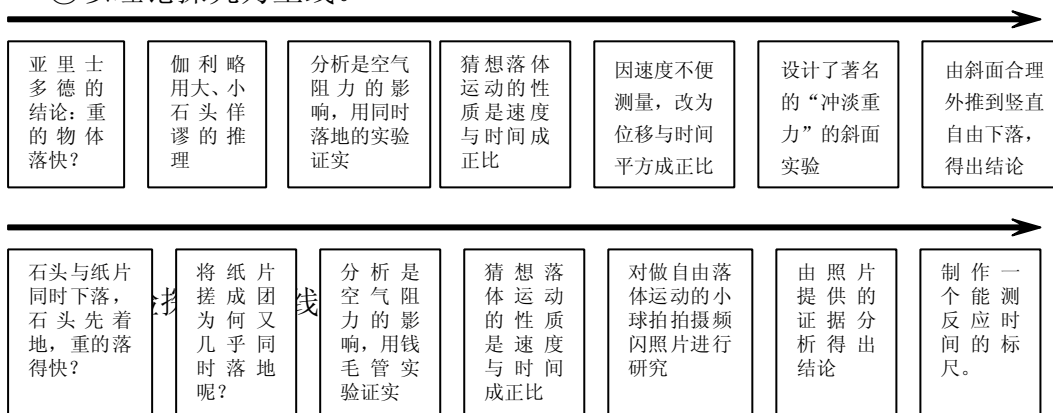 亚里士
多德的
结论：重
的物体
落快？
伽利略
用大、小
石头佯
谬的推
理
分析是空气
阻力的影
响，用同时
落地的实验
证实
猜想落体
运动的性
质是速度
与时间成
正比
因速度不便
测量，改为
位移与时间
平方成正比
设计了著名
的“冲淡重
力”的斜面
实验
由斜面合理
外推到竖直
自由下落，
得出结论
石头与纸片
同时下落，
石头先着
地，重的落
得快？
将纸片
搓成团
为何又
几乎同
时落地
呢？
分析是
空气阻
力的影
响，用钱
毛管实
验证实
猜想落
体运动
的性质
是速度
与时间
成正比
对做自由落
体运动的小
球拍拍摄频
闪照片进行
研究
由照片
提供的
证据分
析得出
结论
制作一
个能测
反应时
间的标
尺。
线